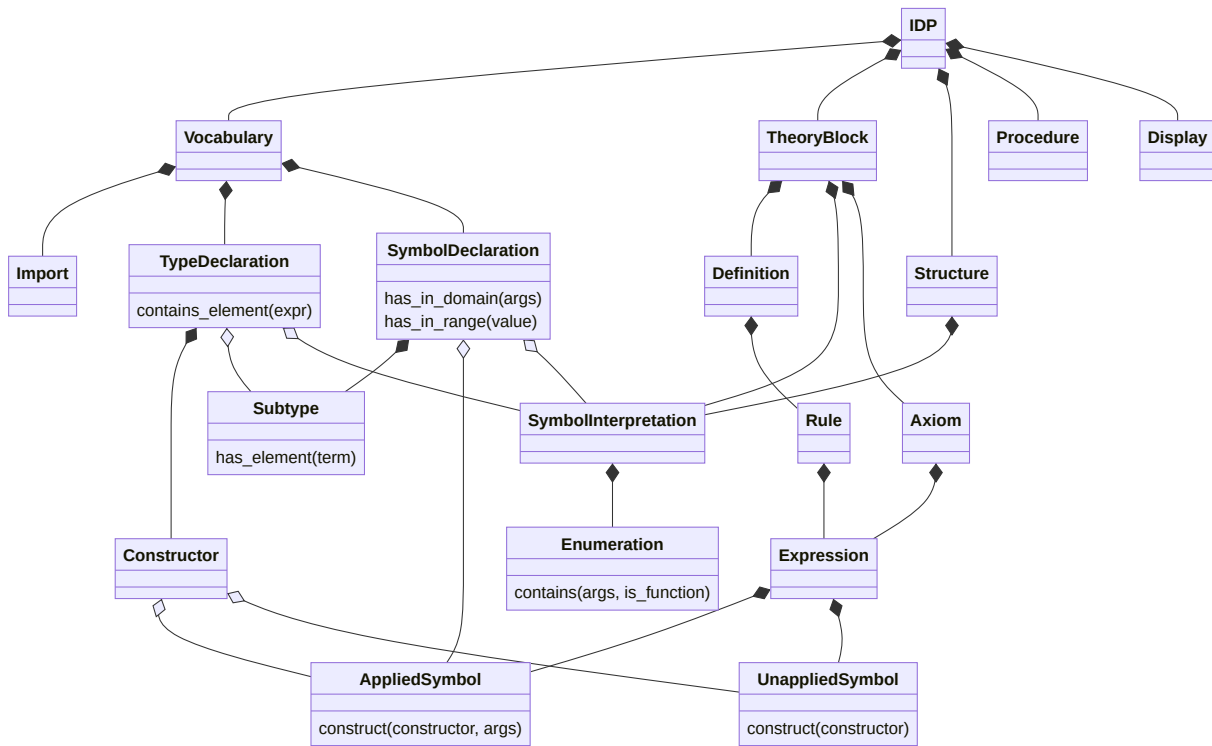 IDP
Vocabulary
TheoryBlock
Procedure
Display
Import
TypeDeclaration
contains_element(expr)
SymbolDeclaration
has_in_domain(args)
has_in_range(value)
Definition
Structure
Subtype
has_element(term)
SymbolInterpretation
Rule
Axiom
Constructor
Enumeration
contains(args, is_function)
Expression
AppliedSymbol
construct(constructor, args)
UnappliedSymbol
construct(constructor)